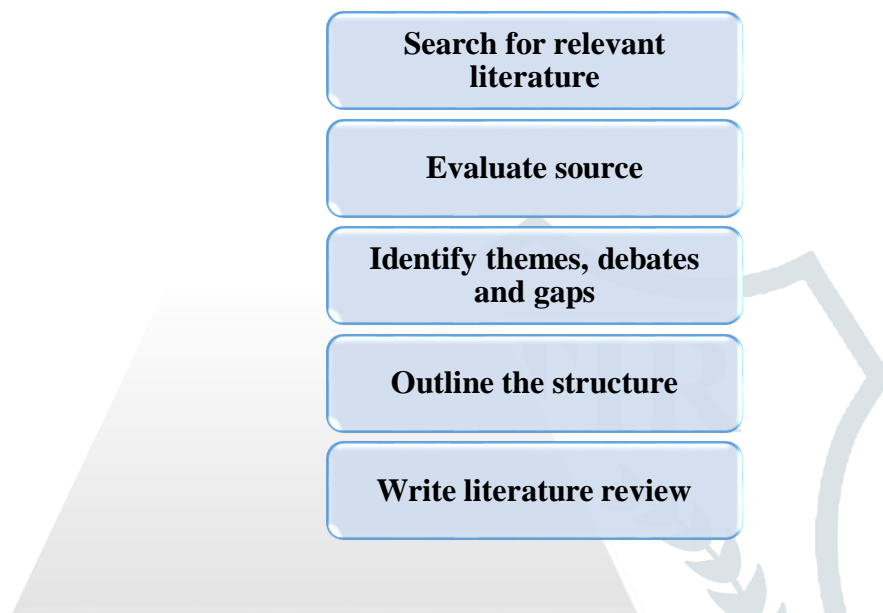 Search for relevant
literature
Evaluate source
Identify themes, debates
and gaps
Outline the structure
Write literature review